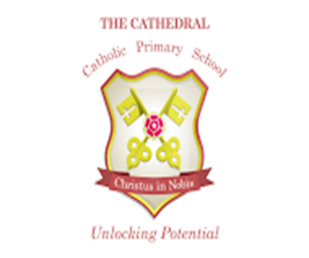 THE CATHEDRAL
Catholic Primary School
Christus in Nobis
Unlocking Potential